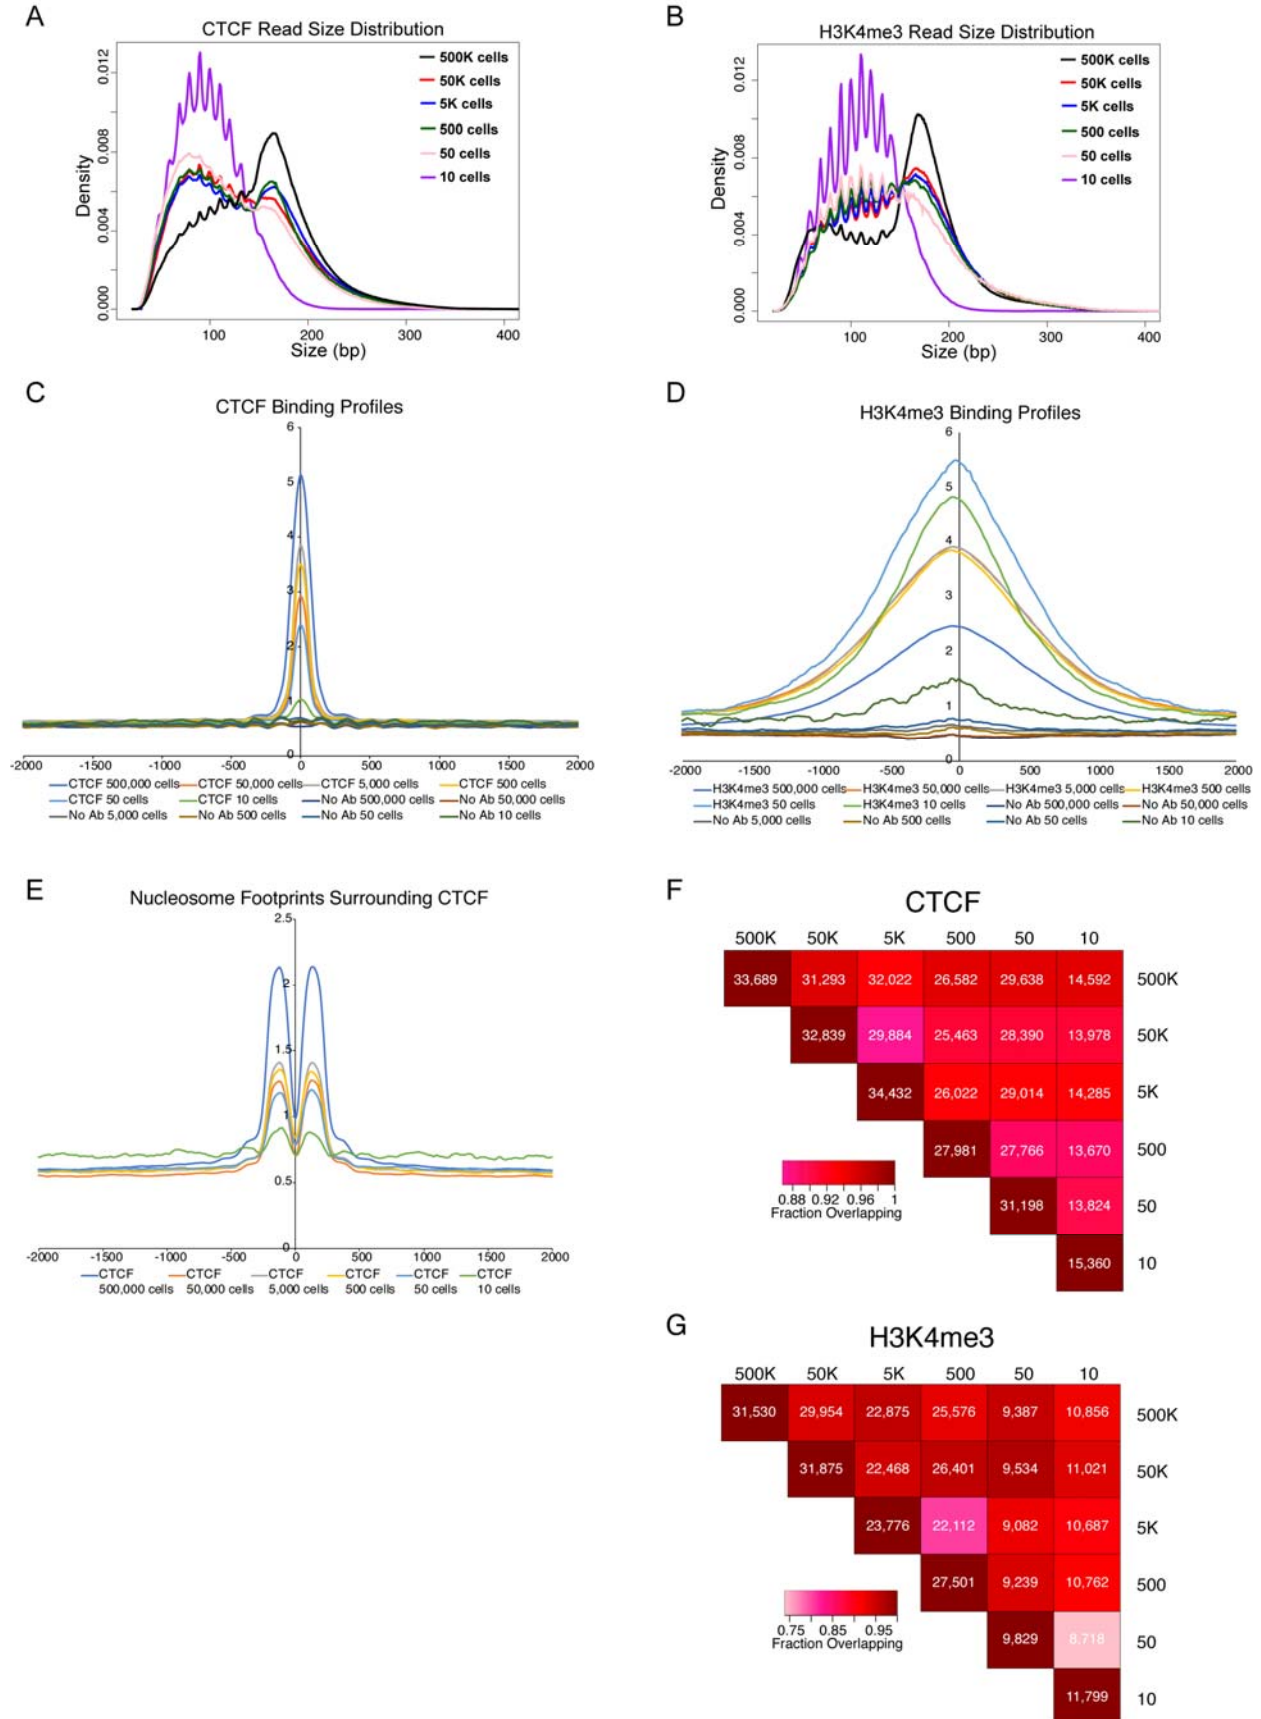 A
CTCF Read Size Distribution
Density
0.000 0.004 0.008 0.012
500K cells
50K cells
5K cells
500 cells
50 cells
10 cells
100 200 300 400
Size (bp)
B
H3K4me3 Read Size Distribution
Density
0.000 0.004 0.008 0.012
500K cells
50K cells
5K cells
500 cells
50 cells
10 cells
100 200 300 400
Size (bp)
C
CTCF Binding Profiles
6
5
4
3
2
1
0
-2000 -1500 -1000 -500 0 500 1000 1500 2000
CTCF 500,000 cells CTCF 50,000 cells CTCF 5,000 cells CTCF 500 cells
CTCF 50 cells CTCF 10 cells No Ab 500,000 cells No Ab 50,000 cells
No Ab 5,000 cells No Ab 500 cells No Ab 50 cells No Ab 10 cells
D
H3K4me3 Binding Profiles
6
5
4
3
2
1
0
-2000 -1500 -1000 -500 0 500 1000 1500 2000
H3K4me3 500,000 cells H3K4me3 50,000 cells H3K4me3 5,000 cells H3K4me3 500 cells
H3K4me3 50 cells H3K4me3 10 cells No Ab 500,000 cells No Ab 50,000 cells
No Ab 5,000 cells No Ab 500 cells No Ab 50 cells No Ab 10 cells
E
Nucleosome Footprints Surrounding CTCF
2.5
2
1.5
1
0.5
0
-2000 -1500 -1000 -500 0 500 1000 1500 2000
CTCF CTCF CTCF CTCF CTCF CTCF
500,000 cells 50,000 cells 5,000 cells 500 cells 50 cells 10 cells
F
CTCF
500K 50K 5K 500 50 10
33,689 31,293 32,022 26,582 29,638 14,592 500K
32,839 29,884 25,463 28,390 13,978 50K
34,432 26,022 29,014 14,285 5K
27,981 27,766 13,670 500
31,198 13,824 50
15,360 10
0.88 0.92 0.96 1
Fraction Overlapping
G
H3K4me3
500K 50K 5K 500 50 10
31,530 29,954 22,875 25,576 9,387 10,856 500K
31,875 22,468 26,401 9,534 11,021 50K
23,776 22,112 9,082 10,687 5K
27,501 9,239 10,762 500
9,829 8,718 50
11,799 10
0.75 0.85 0.95
Fraction Overlapping